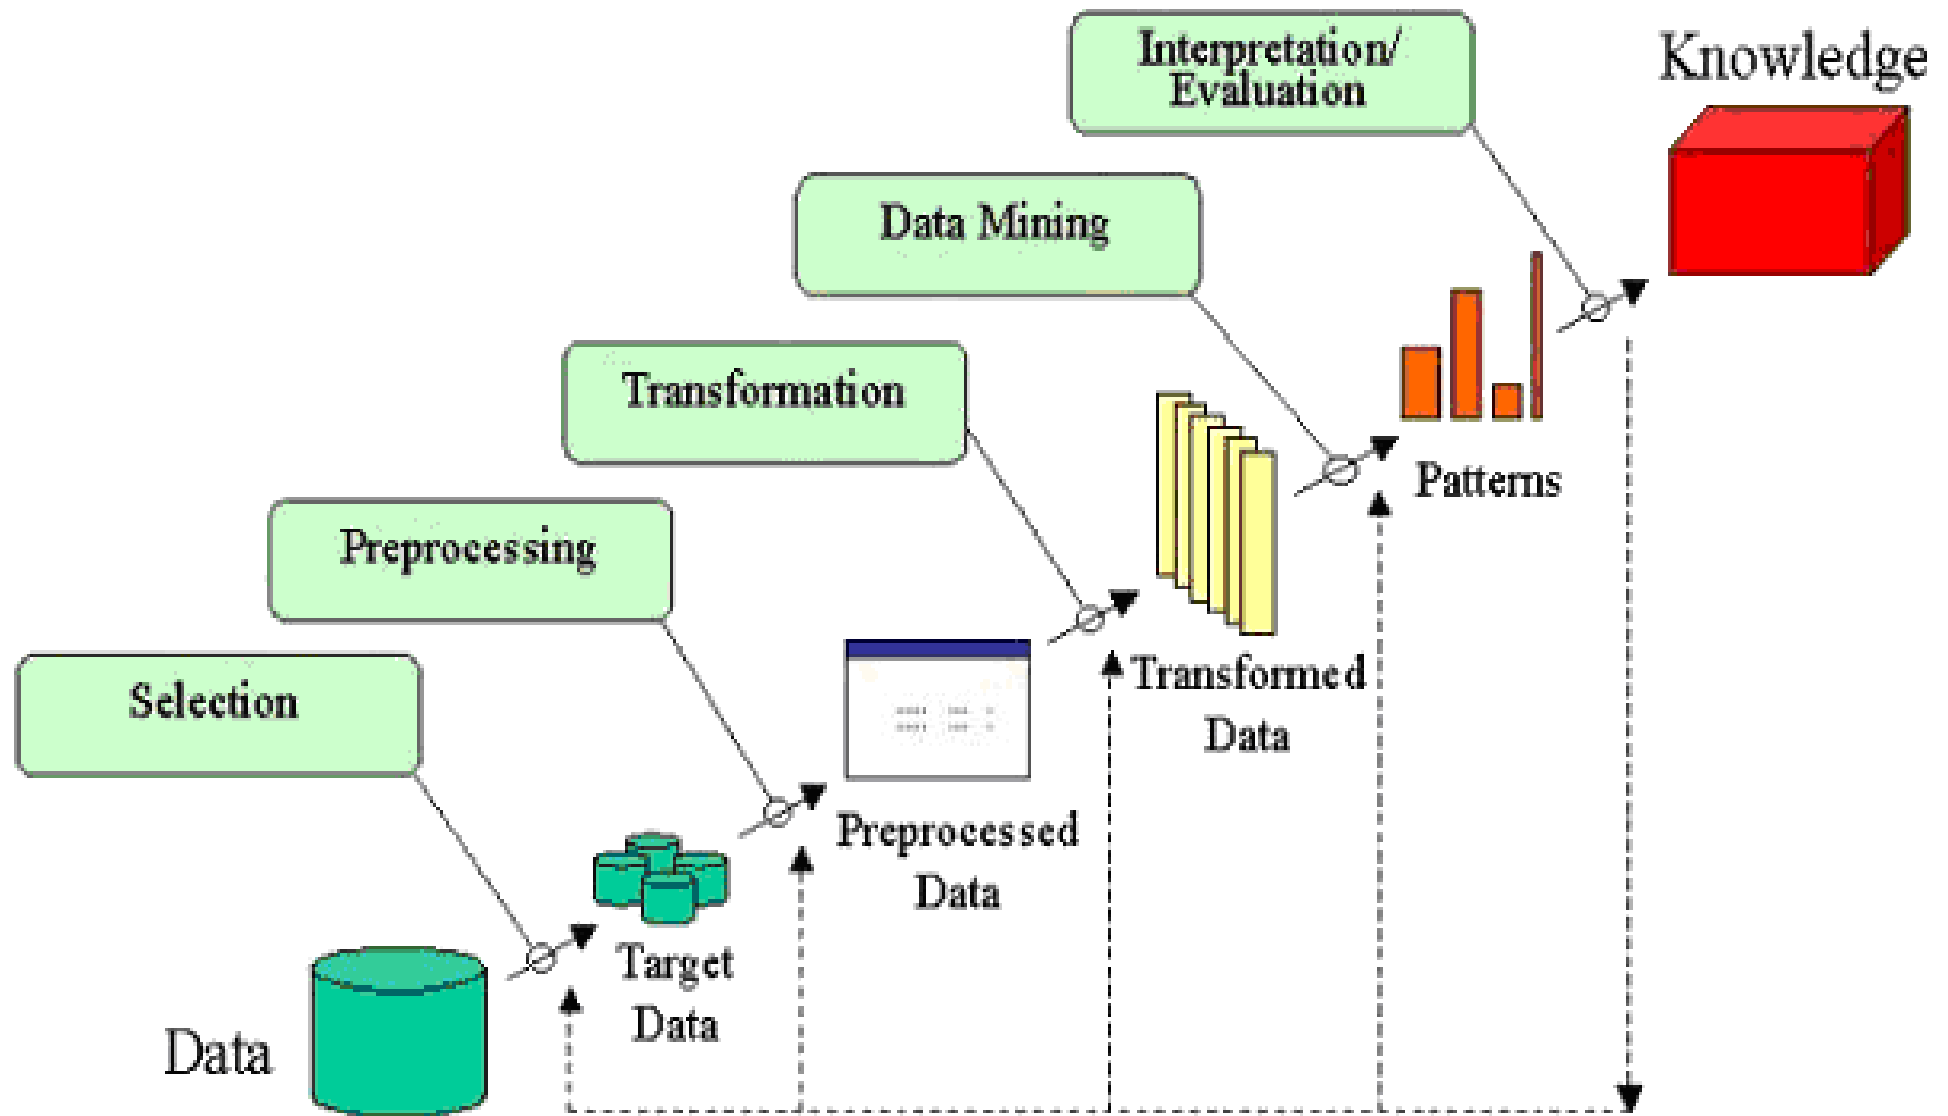 Interpretation/
Evaluation
Knowledge
Data Mining
Transformation
Patterns
Preprocessing
Transformed
Data
Selection
Preprocessed
Data
Target
Data
Data